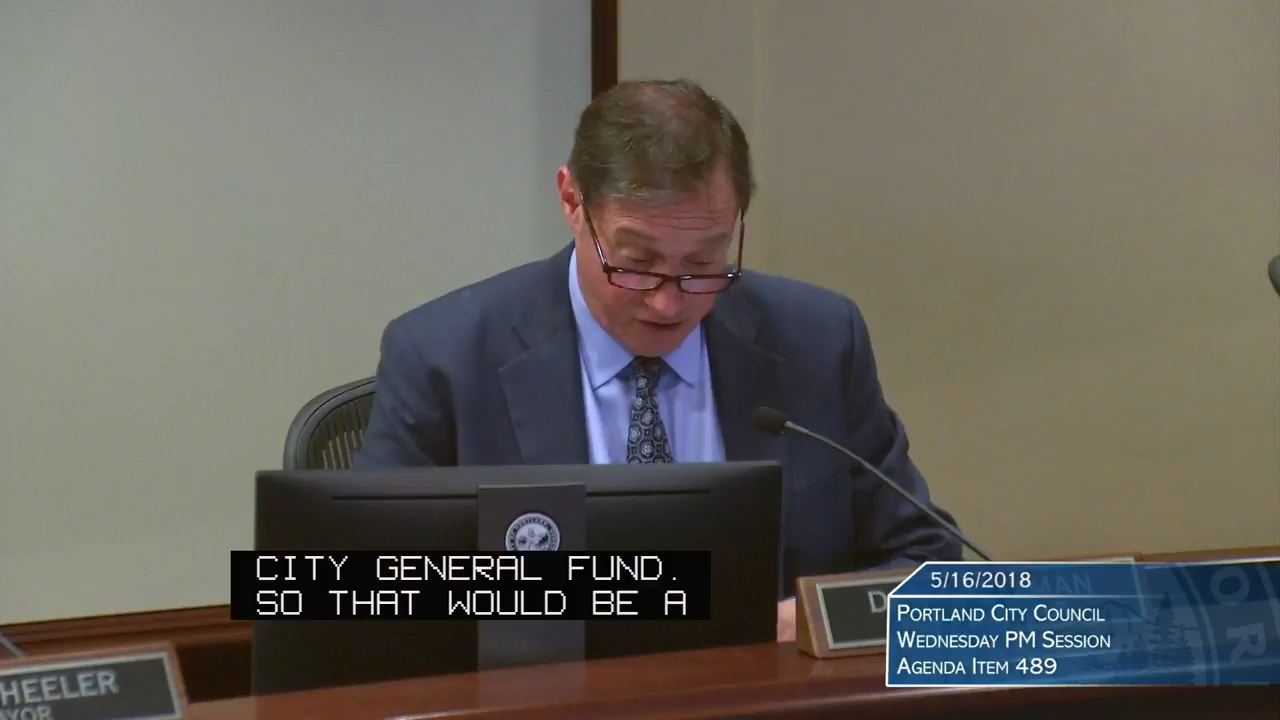 CITY GENERAL FUND.
SO THAT WOULD BE A
5/16/2018
PORTLAND CITY COUNCIL
WEDNESDAY PM SESSION
AGENDA ITEM 489
HEELER